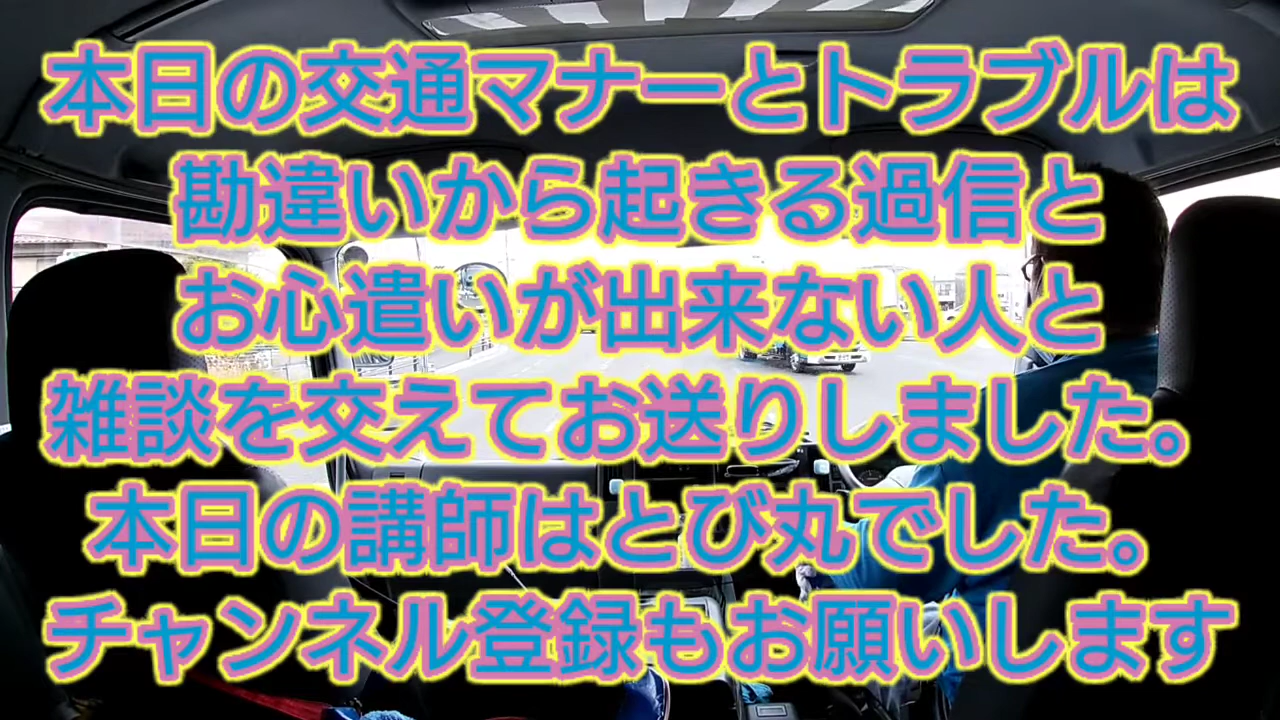 本日の交通マナーとトラブルは
勘違いから起きる過信と
お心遣いが出来ない人と
雑談を交えてお送りしました。
本日の講師はとび丸でした。
チャンネル登録もお願いします